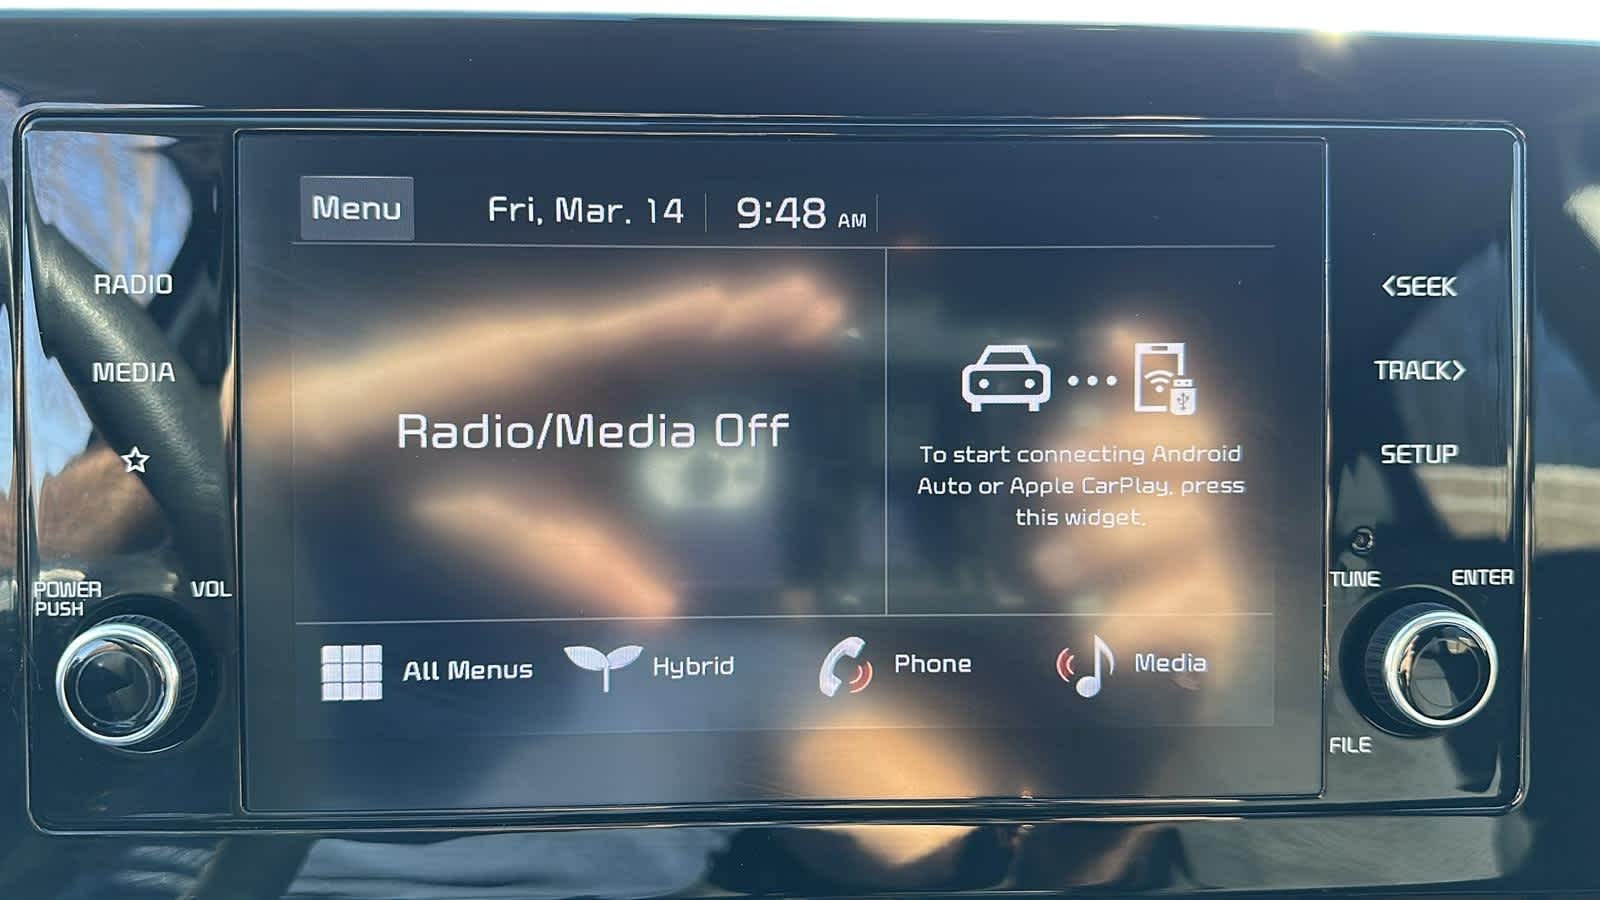 Menu
Fri, Mar. 14
9:48 AM
RADIO
MEDIA
POWER
PUSH
VOL
Radio/Media Off
To start connecting Android
Auto or Apple CarPlay, press
this widget.
All Menus
Hybrid
Phone
Media
<SEEK
TRACK>
SETUP
TUNE
ENTER
FILE